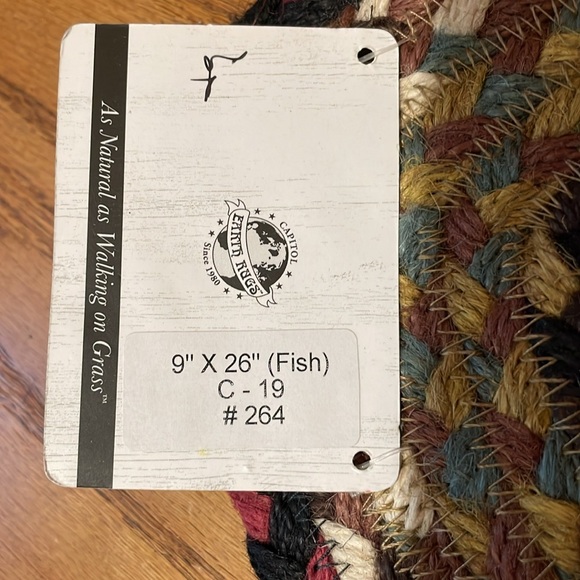 As Natural as Walking on Grass™
CAPITOL
EARTH RUGS
Since 1980
9" X 26" (Fish)
C - 19
# 264